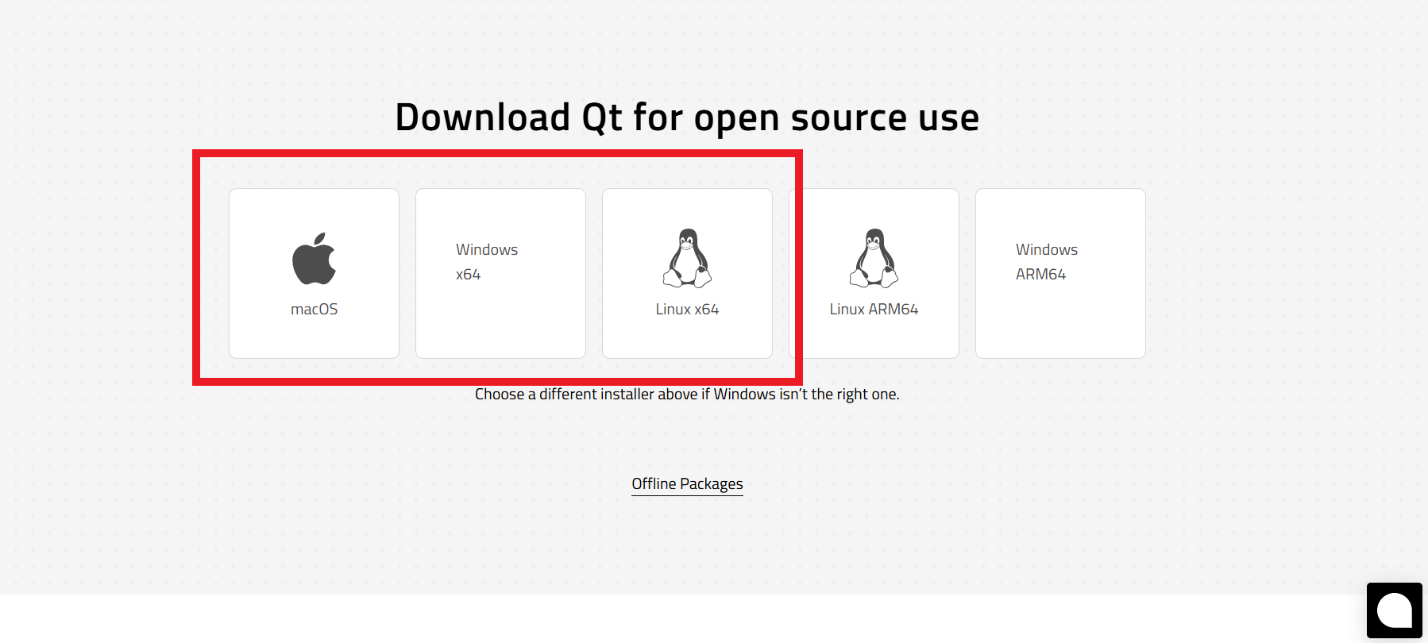 Download Qt for open source use
macOS
Windows
x64
Linux x64
Linux ARM64
Windows
ARM64
Choose a different installer above if Windows isn’t the right one.
Offline Packages